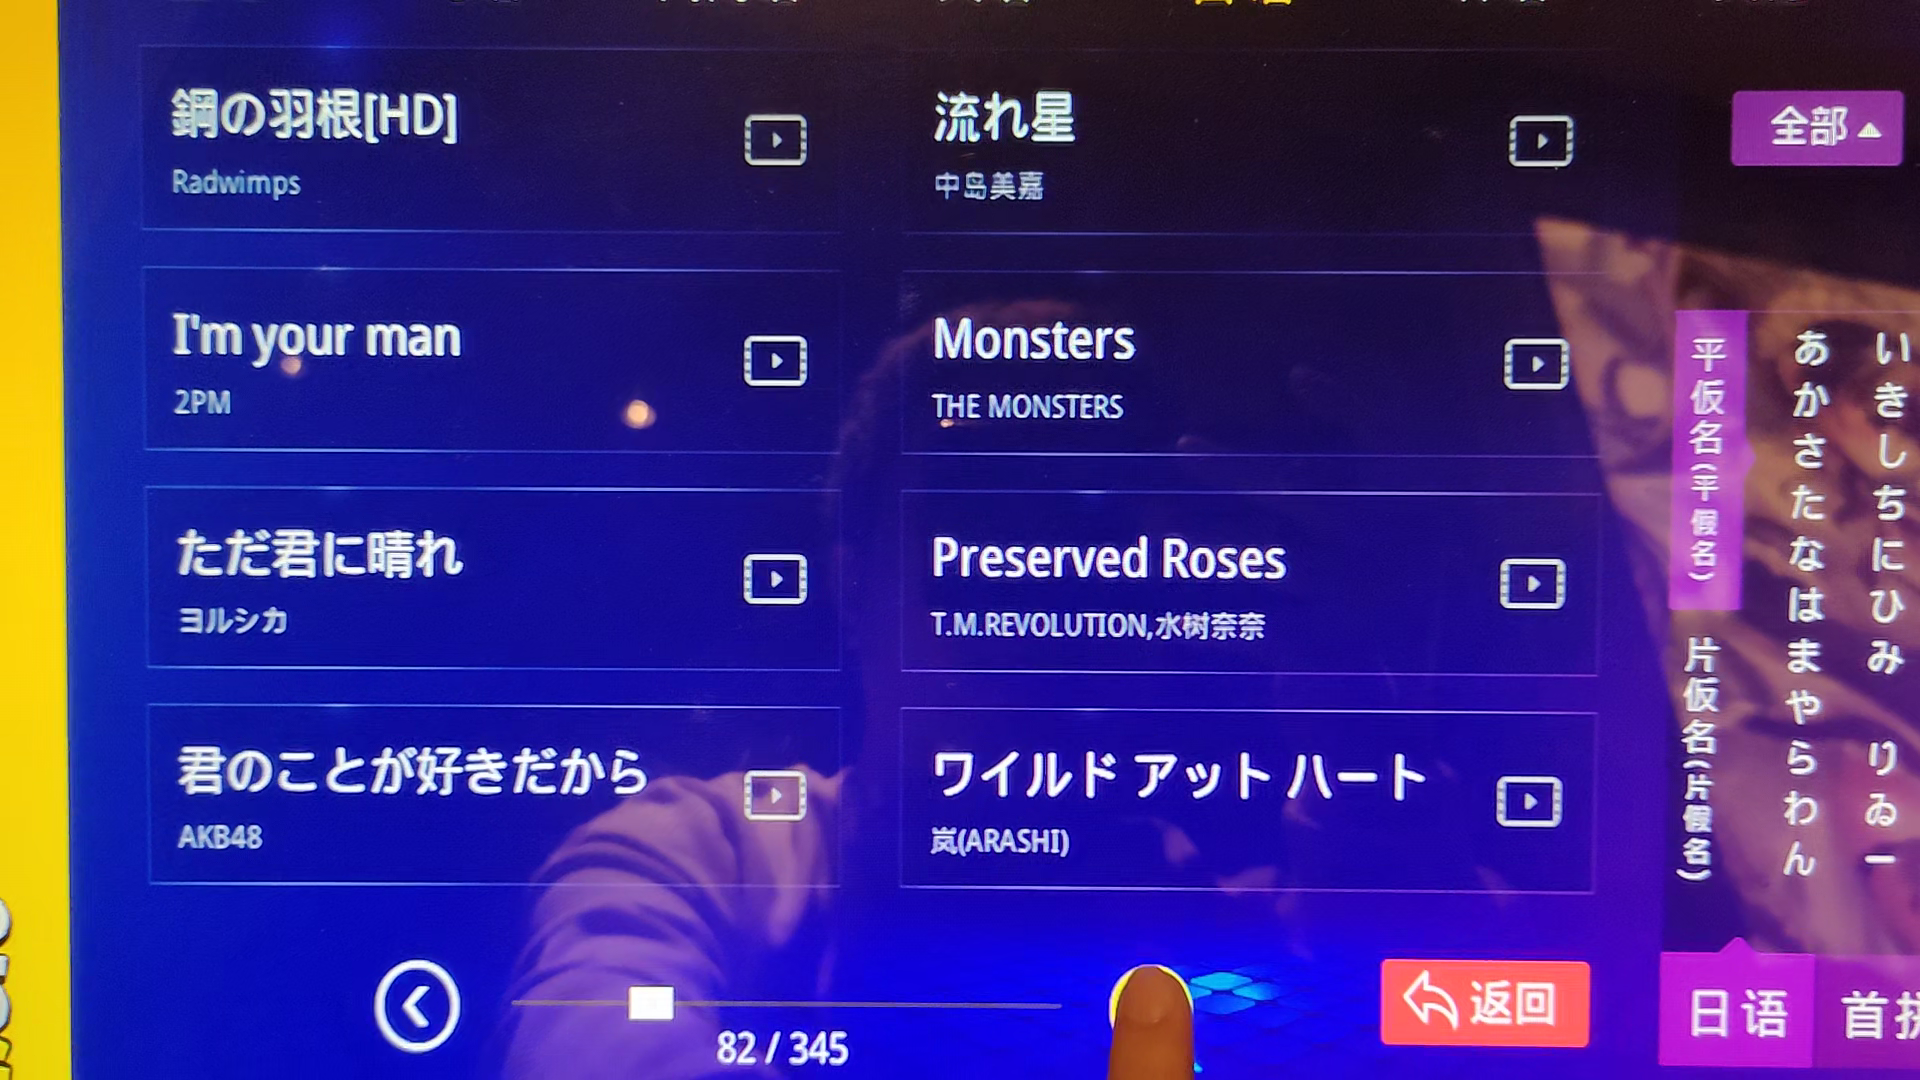 鋼の羽根[HD]
Radwimps
流れ星
中岛美嘉
I'm your man
2PM
Monsters
THE MONSTERS
ただ君に晴れ
ヨルシカ
Preserved Roses
T.M.REVOLUTION,水树奈奈
君のことが好きだから
AKB48
ワイルド アット ハート
岚(ARASHI)
82 / 345
返回
全部
平仮名(平假名)
片仮名(片假名)
あかさたなはまやらわん
いきしちにひみ りゐー
日语
首拼